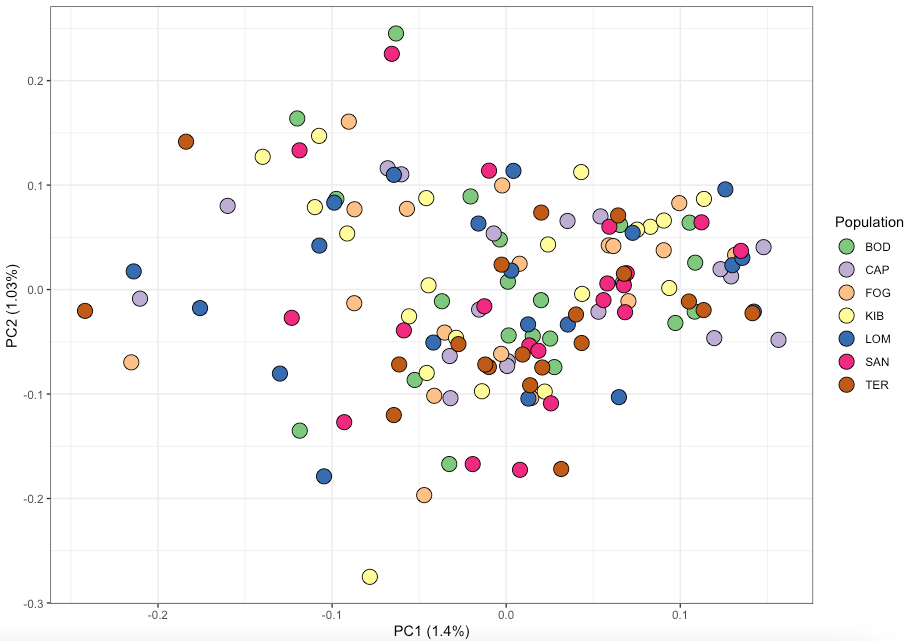 0.2
0.1
0.0
-0.1
-0.2
-0.3
PC2 (1.03%)
-0.2
-0.1
0.0
0.1
PC1 (1.4%)
Population
BOD
CAP
FOG
KIB
LOM
SAN
TER